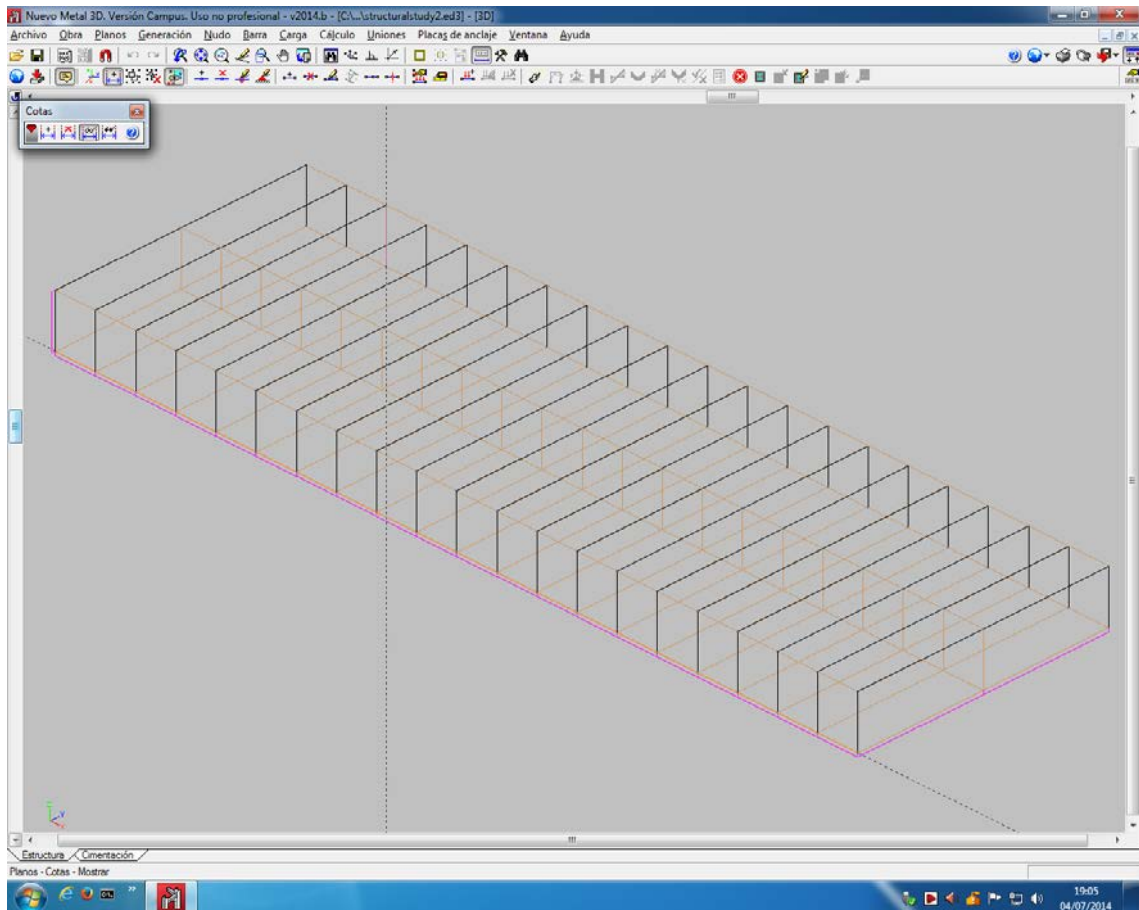 Nuevo Metal 3D. Versión Campus. Uso no profesional - v2014.b - [C:\...\structuralstudy2.ed3] - [3D]
Archivo Obra Planos Generación Nudo Barra Carga Cálculo Uniones Placas de anclaje Ventana Ayuda
Cotas
Estructura Cimentación
Planos - Cotas - Mostrar
19:05
04/07/2014